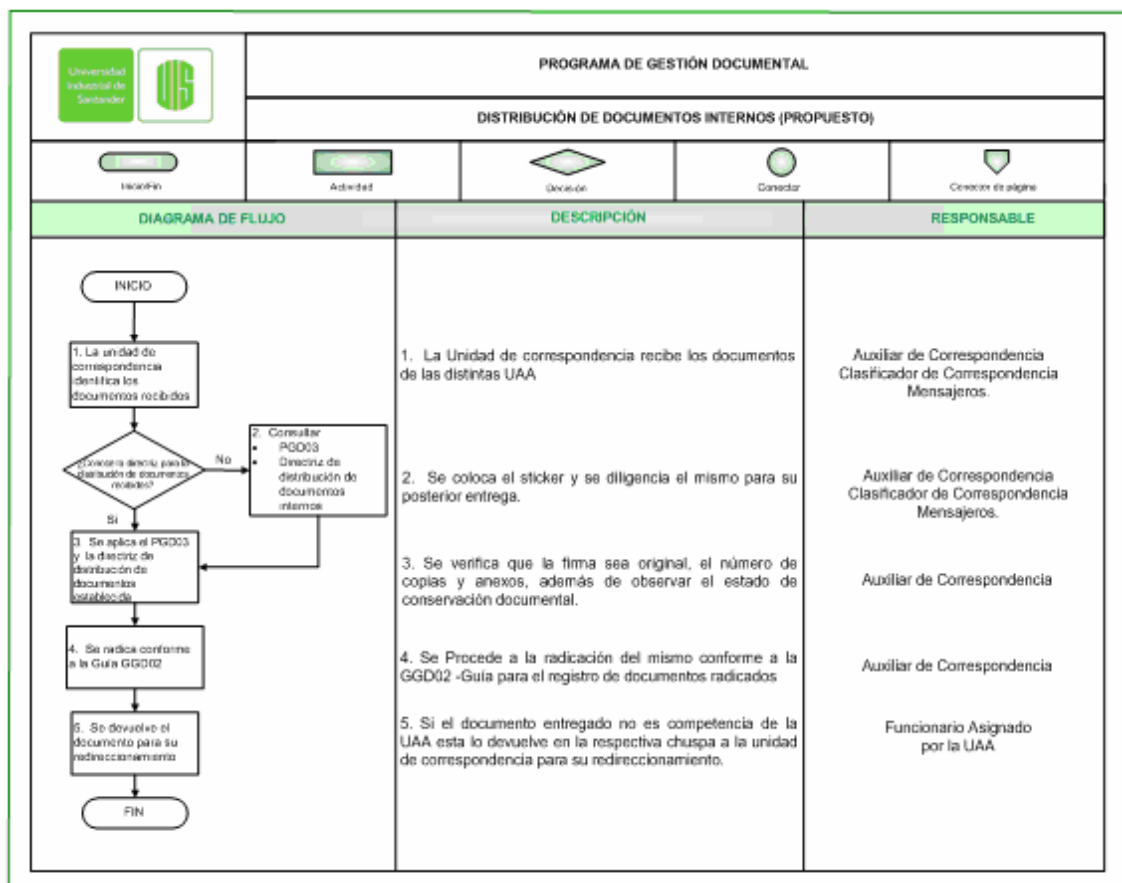 Universidad
Industrial de
Santander
PROGRAMA DE GESTIÓN DOCUMENTAL
DISTRIBUCIÓN DE DOCUMENTOS INTERNOS (PROPUESTO)
Inicio/Fin
Actividad
Decisión
Conector
Conector de página
DIAGRAMA DE FLUJO
DESCRIPCIÓN
RESPONSABLE
INICIO
1. La unidad de
correspondencia
identifica los
documentos recibidos
¿Conoce la directriz para la
distribución de documentos
recibidos?
No
Si
2. Consultar
• PGD03
• Directriz de
distribución de
documentos
internos
3. Se aplica el PGD03
y la directriz de
distribución de
documentos
establecida
4. Se radica conforme
a la Guía GGD02
5. Se devuelve el
documento para su
redireccionamiento
FIN
1. La Unidad de correspondencia recibe los documentos
de las distintas UAA
2. Se coloca el sticker y se diligencia el mismo para su
posterior entrega.
3. Se verifica que la firma sea original, el número de
copias y anexos, además de observar el estado de
conservación documental.
4. Se Procede a la radicación del mismo conforme a la
GGD02 -Guía para el registro de documentos radicados
5. Si el documento entregado no es competencia de la
UAA esta lo devuelve en la respectiva chuspa a la unidad
de correspondencia para su redireccionamiento.
Auxiliar de Correspondencia
Clasificador de Correspondencia
Mensajeros.
Auxiliar de Correspondencia
Clasificador de Correspondencia
Mensajeros.
Auxiliar de Correspondencia
Auxiliar de Correspondencia
Funcionario Asignado
por la UAA